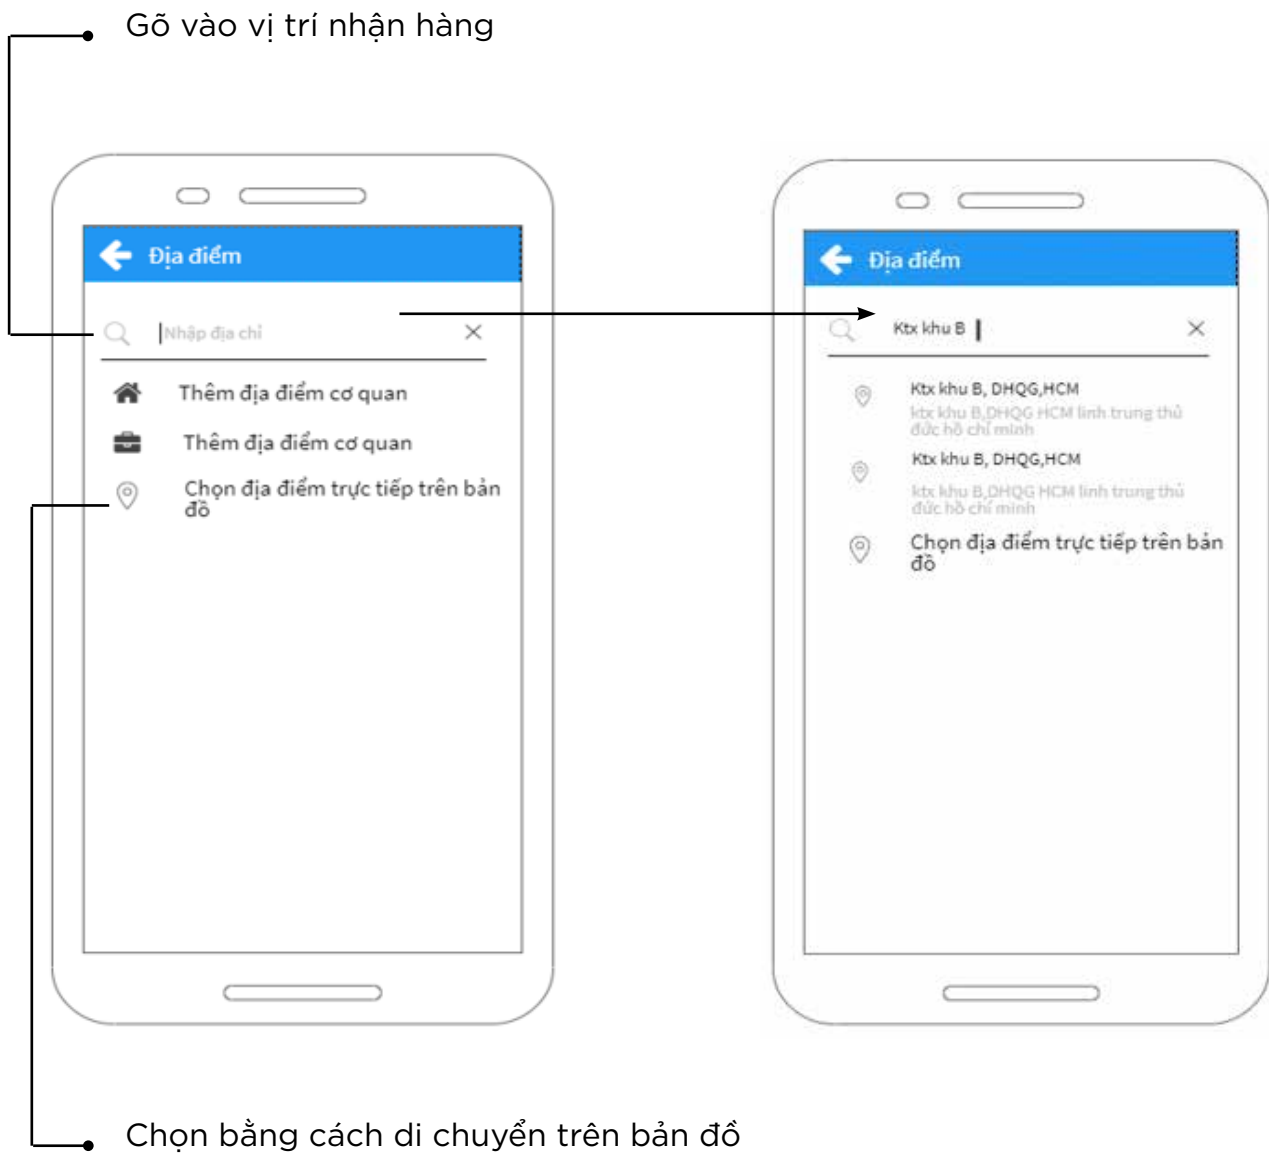 Gõ vào vị trí nhận hàng
Địa điểm
Nhập địa chỉ
Thêm địa điểm cơ quan
Thêm địa điểm cơ quan
Chọn địa điểm trực tiếp trên bản
đồ
Địa điểm
Ktx khu B
Ktx khu B, DHQG,HCM
ktx khu B,DHQG HCM linh trung thủ
đức hồ chí minh
Ktx khu B, DHQG,HCM
ktx khu B,DHQG HCM linh trung thủ
đức hồ chí minh
Chọn địa điểm trực tiếp trên bản
đồ
Chọn bằng cách di chuyển trên bản đồ